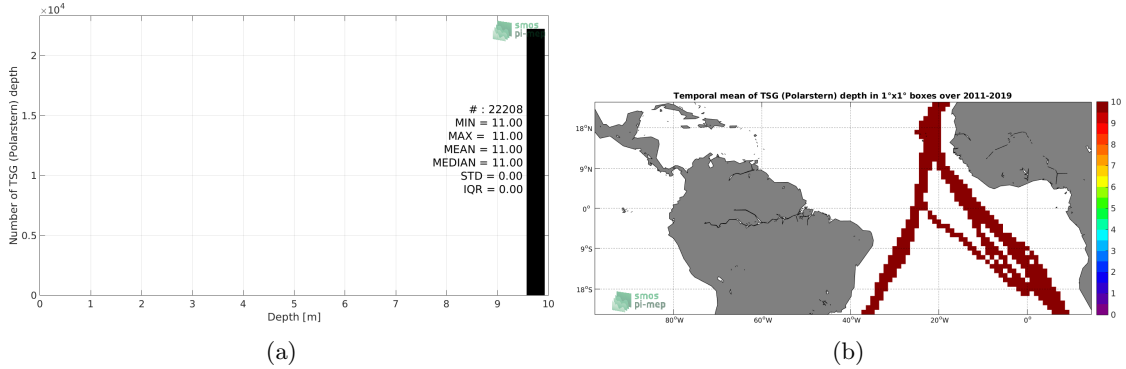 ×10⁴
smos
pi-mep
2
1.5
1
0.5
0
Number of TSG (Polarstern) depth
# : 22208
MIN = 11.00
MAX = 11.00
MEAN = 11.00
MEDIAN = 11.00
STD = 0.00
IQR = 0.00
0 1 2 3 4 5 6 7 8 9 10
Depth [m]
(a)
Temporal mean of TSG (Polarstern) depth in 1°x1° boxes over 2011-2019
18°N
9°N
0°
9°S
18°S
80°W 60°W 40°W 20°W 0°
smos
pi-mep
10
9
8
7
6
5
4
3
2
1
0
(b)